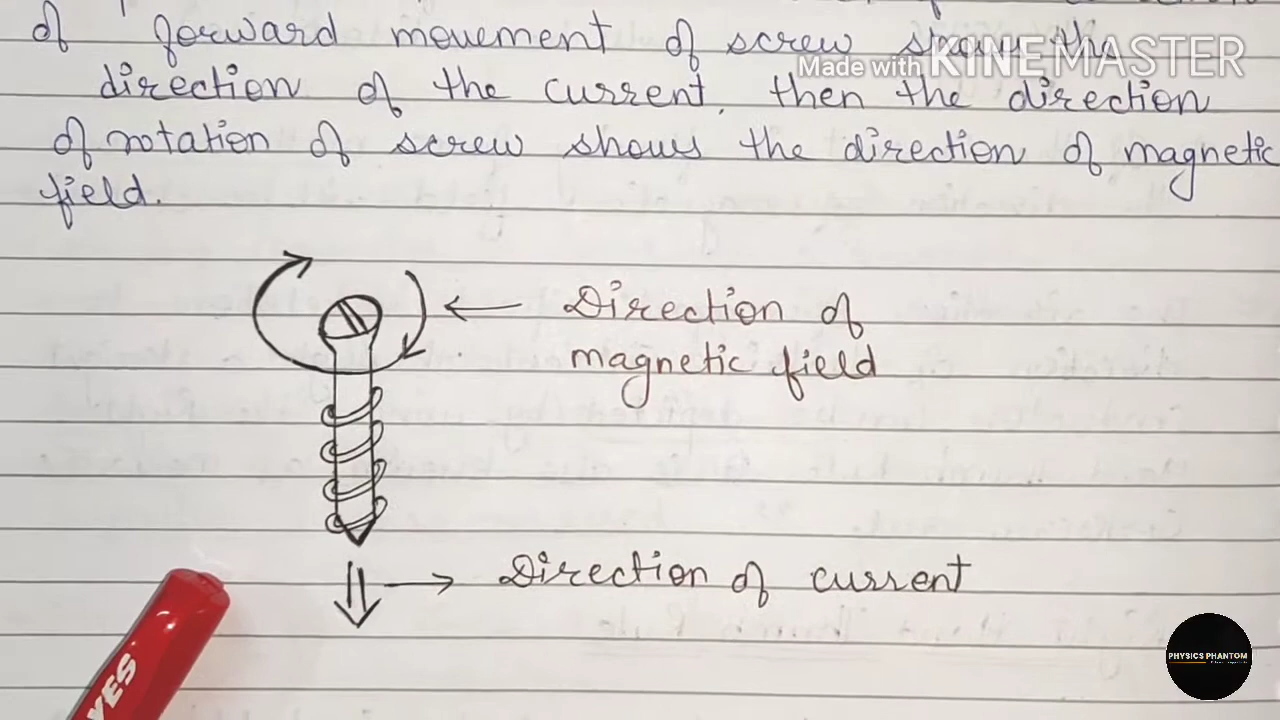 of forward movement of screw shows the
Made with KINEMASTER
direction of the current, then the direction
of rotation of screw shows the direction of magnetic
field.
Direction of
magnetic field
Direction of current
YES
PHYSICS PHANTOM